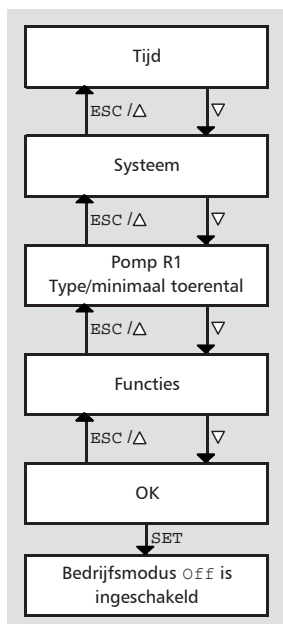 Tijd
ESC /△ ▽
Systeem
ESC /△ ▽
Pomp R1
Type/minimaal toerental
ESC /△ ▽
Functies
ESC /△ ▽
OK
SET
Bedrijfsmodus Off is
ingeschakeld